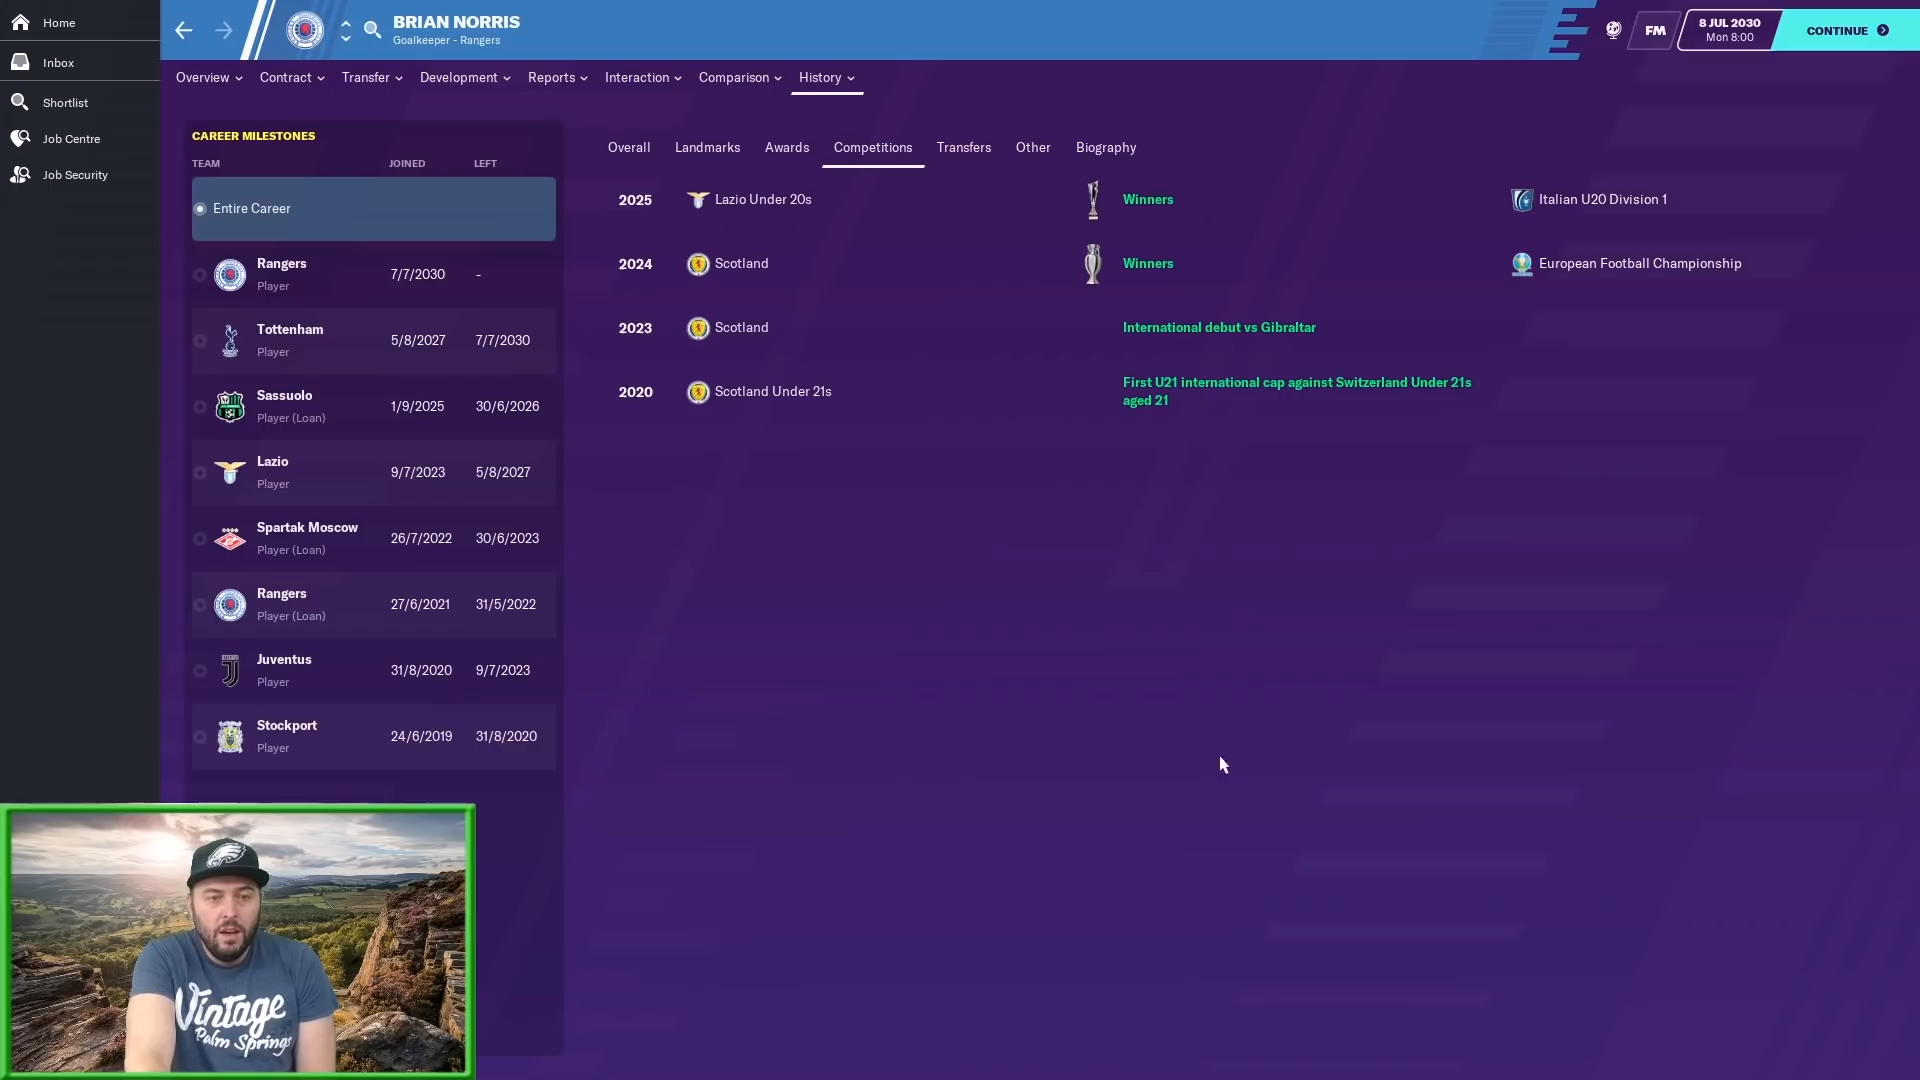 Home
Inbox
Shortlist
Job Centre
Job Security
BRIAN NORRIS
Goalkeeper - Rangers
FM
8 JUL 2030
Mon 8:00
CONTINUE
Overview
Contract
Transfer
Development
Reports
Interaction
Comparison
History
CAREER MILESTONES
TEAM JOINED LEFT
Entire Career
Rangers
Player
7/7/2030 -
Tottenham
Player
5/8/2027 7/7/2030
Sassuolo
Player (Loan)
1/9/2025 30/6/2026
Lazio
Player
9/7/2023 5/8/2027
Spartak Moscow
Player (Loan)
26/7/2022 30/6/2023
Rangers
Player (Loan)
27/6/2021 31/5/2022
Juventus
Player
31/8/2020 9/7/2023
Stockport
Player
24/6/2019 31/8/2020
Overall
Landmarks
Awards
Competitions
Transfers
Other
Biography
2025 Lazio Under 20s Winners Italian U20 Division 1
2024 Scotland Winners European Football Championship
2023 Scotland International debut vs Gibraltar
2020 Scotland Under 21s First U21 international cap against Switzerland Under 21s
aged 21
Vintage
Palm Springs